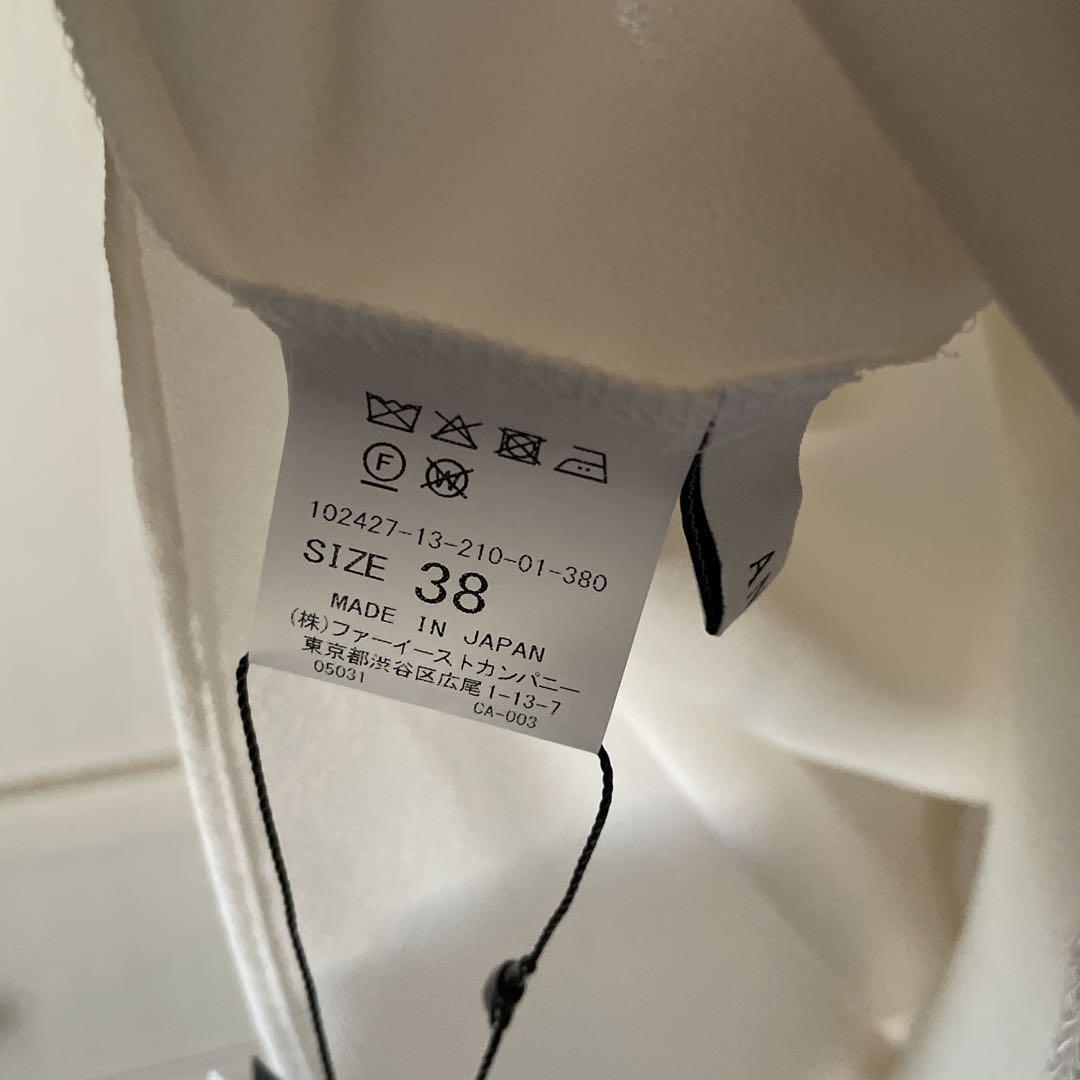 F W
102427-13-210-01-380
SIZE 38
MADE IN JAPAN
(株)ファーイーストカンパニー
東京都渋谷区広尾1-13-7
05031 CA-003